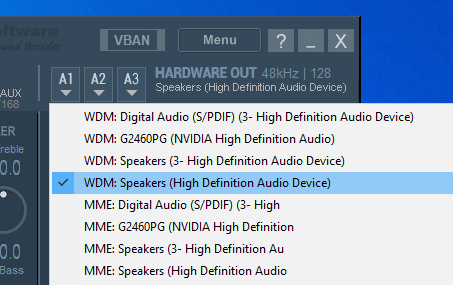 oftware
ound Breeder
VBAN
Menu
?
_
X
AUX
/168
A1
A2
A3
HARDWARE OUT 48kHz | 128
Speakers (High Definition Audio Device)
WDM: Digital Audio (S/PDIF) (3- High Definition Audio Device)
WDM: G2460PG (NVIDIA High Definition Audio)
WDM: Speakers (3- High Definition Audio Device)
WDM: Speakers (High Definition Audio Device)
MME: Digital Audio (S/PDIF) (3- High
MME: G2460PG (NVIDIA High Definition
MME: Speakers (3- High Definition Au
MME: Speakers (High Definition Audio
ER
reble
0.0
0.0
Bass